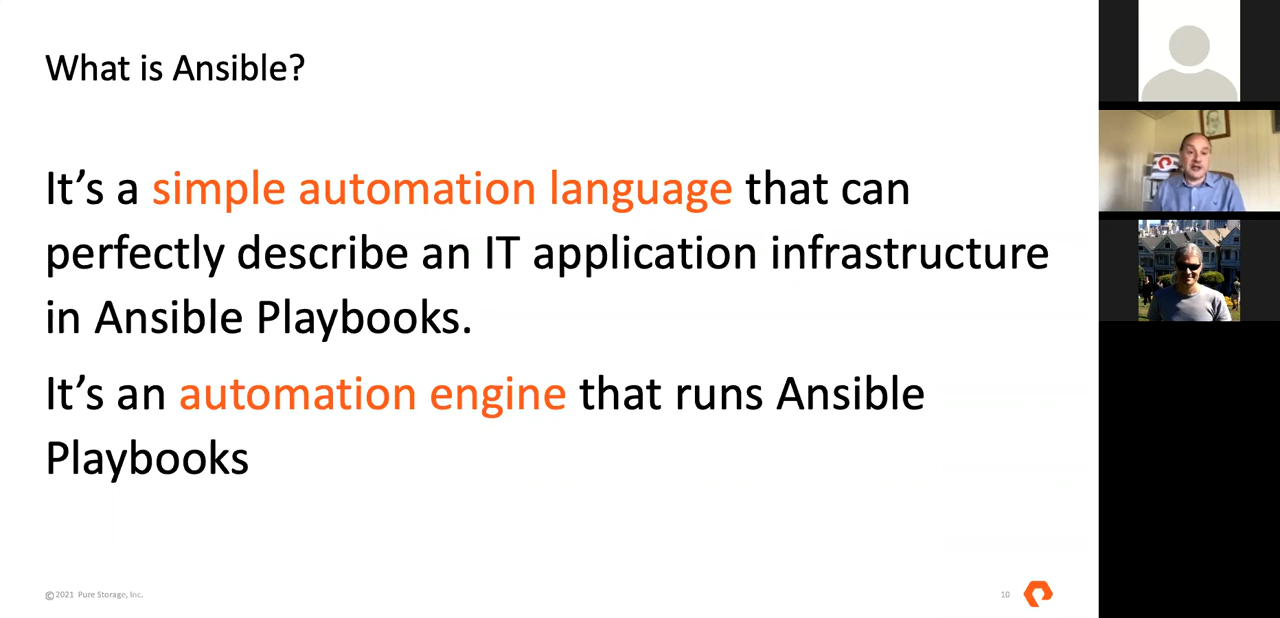 What is Ansible?
It’s a simple automation language that can
perfectly describe an IT application infrastructure
in Ansible Playbooks.
It’s an automation engine that runs Ansible
Playbooks
©2021 Pure Storage, Inc.
10